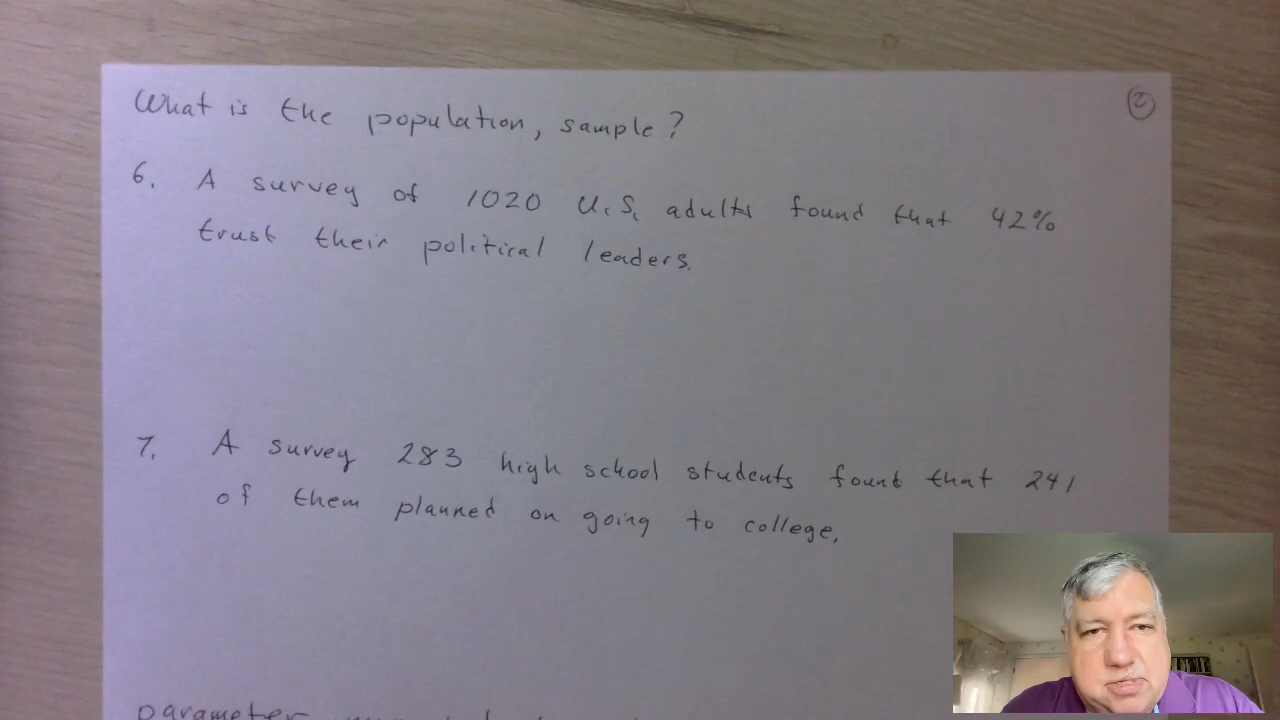 What is the population, sample?
②
6. A survey of 1020 U.S. adults found that 42%
trust their political leaders.
7. A survey 283 high school students found that 241
of them planned on going to college.
parameter